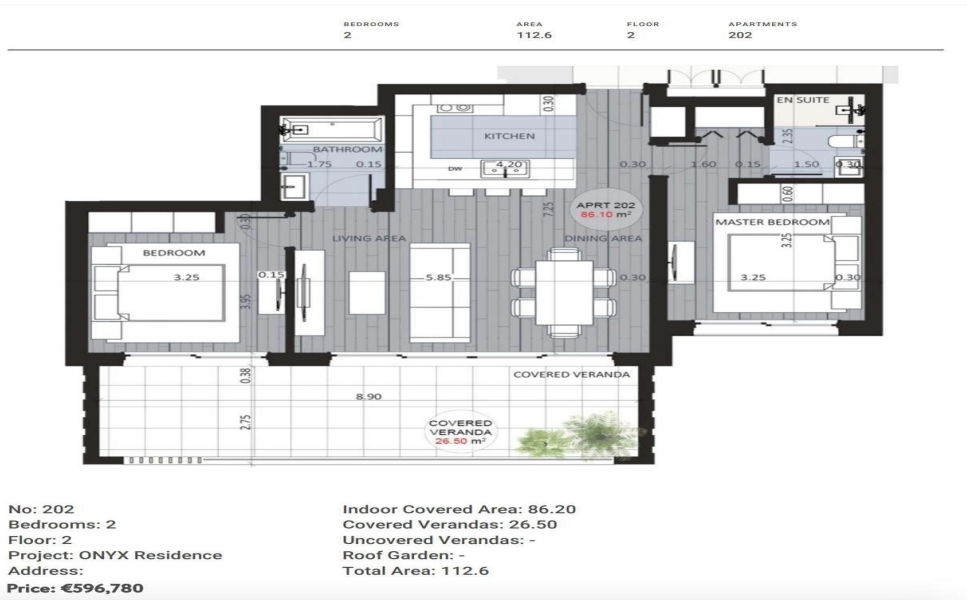 BEDROOMS AREA FLOOR APARTMENTS
2 112.6 2 202
EN SUITE
0.30
KITCHEN
2.35
BATHROOM
1.75 0.15 4.20 0.30 1.60 0.15 1.50 0.30
DW
0.60
7.25
APRT 202
86.10 m²
0.30
MASTER BEDROOM
LIVING AREA DINING AREA
3.25
BEDROOM
3.25 0.15 5.85 0.30 3.25 0.30
3.95
0.38
COVERED VERANDA
8.90
2.75
COVERED
VERANDA
26.50 m²
No: 202
Bedrooms: 2
Floor: 2
Project: ONYX Residence
Address:
Price: €596,780
Indoor Covered Area: 86.20
Covered Verandas: 26.50
Uncovered Verandas: -
Roof Garden: -
Total Area: 112.6